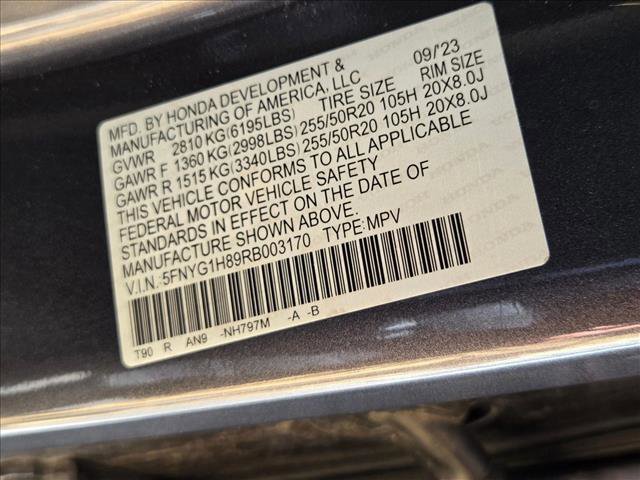 MFD. BY HONDA DEVELOPMENT & 09/'23
MANUFACTURING OF AMERICA, LLC
GVWR 2810 KG(6195LBS) TIRE SIZE RIM SIZE
GAWR F 1360 KG(2998LBS) 255/50R20 105H 20X8.0J
GAWR R 1515 KG(3340LBS) 255/50R20 105H 20X8.0J
THIS VEHICLE CONFORMS TO ALL APPLICABLE
FEDERAL MOTOR VEHICLE SAFETY
STANDARDS IN EFFECT ON THE DATE OF
MANUFACTURE SHOWN ABOVE.
V.I.N.:5FNYG1H89RB003170 TYPE:MPV
T90 R AN9 -NH797M -A -B